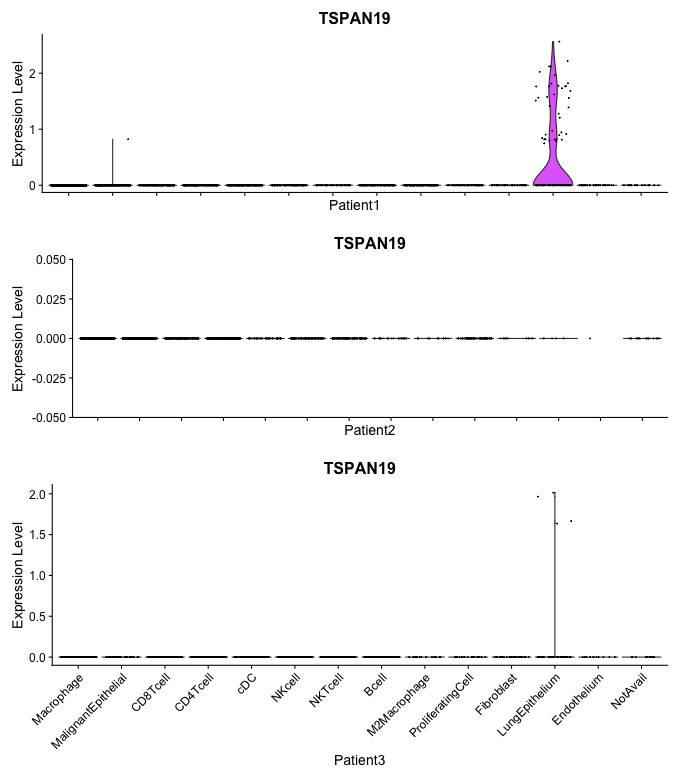 TSPAN19
Expression Level
2
1
0
Patient1
TSPAN19
Expression Level
0.050
0.025
0.000
-0.025
-0.050
Patient2
TSPAN19
Expression Level
2.0
1.5
1.0
0.5
0.0
Macrophage
MalignantEpithelial
CD8Tcell
CD4Tcell
cDC
NKcell
NKTcell
Bcell
M2Macrophage
ProliferatingCell
Fibroblast
LungEpithelium
Endothelium
NotAvail
Patient3